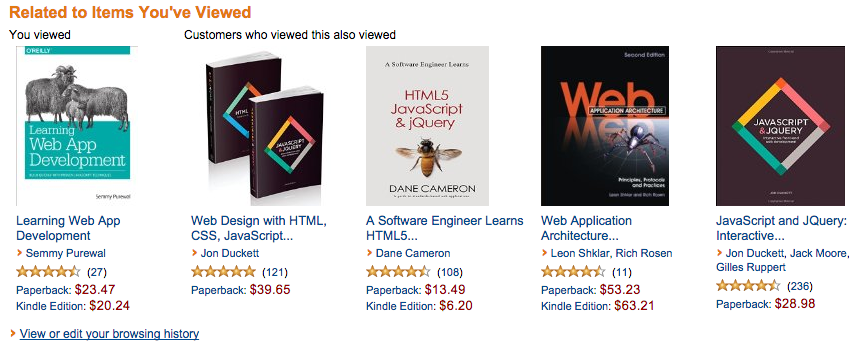 Related to Items You've Viewed
You viewed
Customers who viewed this also viewed
O'REILLY
Learning
Web App
Development
Semmy Purewal
HTML
JAVASCRIPT
& JQUERY
A Software Engineer Learns
HTML5
JavaScript
& jQuery
DANE CAMERON
Second Edition
Web
APPLICATION ARCHITECTURE
Principles, Protocols
and Practices
Leon Shklar and Rich Rosen
JAVASCRIPT
& JQUERY
JON DUCKETT
Learning Web App
Development
Semmy Purewal
(27)
Paperback: $23.47
Kindle Edition: $20.24
Web Design with HTML,
CSS, JavaScript...
Jon Duckett
(121)
Paperback: $39.65
A Software Engineer Learns
HTML5...
Dane Cameron
(108)
Paperback: $13.49
Kindle Edition: $6.20
Web Application
Architecture...
Leon Shklar, Rich Rosen
(11)
Paperback: $53.23
Kindle Edition: $63.21
JavaScript and JQuery:
Interactive...
Jon Duckett, Jack Moore,
Gilles Ruppert
(236)
Paperback: $28.98
View or edit your browsing history